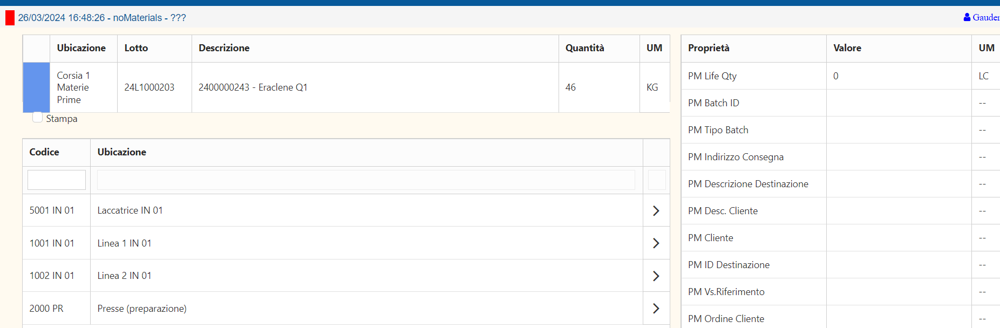 26/03/2024 16:48:26 - noMaterials - ???
Gauder
Ubicazione Lotto Descrizione Quantità UM
Corsia 1
Materie
Prime
24L1000203 2400000243 - Eraclene Q1 46 KG
Stampa
Codice Ubicazione
5001 IN 01 Laccatrice IN 01
1001 IN 01 Linea 1 IN 01
1002 IN 01 Linea 2 IN 01
2000 PR Presse (preparazione)
Proprietà Valore UM
PM Life Qty 0 LC
PM Batch ID --
PM Tipo Batch --
PM Indirizzo Consegna --
PM Descrizione Destinazione --
PM Desc. Cliente --
PM Cliente --
PM ID Destinazione --
PM Vs.Riferimento --
PM Ordine Cliente --